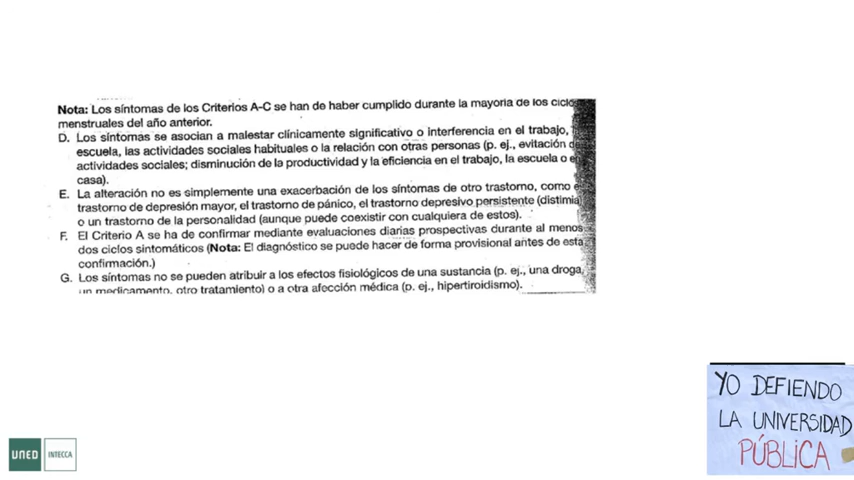 Nota: Los síntomas de los Criterios A-C se han de haber cumplido durante la mayoría de los ciclos
menstruales del año anterior.
D. Los síntomas se asocian a malestar clínicamente significativo o interferencia en el trabajo,
escuela, las actividades sociales habituales o la relación con otras personas (p. ej., evitación de
actividades sociales; disminución de la productividad y la eficiencia en el trabajo, la escuela o en
casa).
E. La alteración no es simplemente una exacerbación de los síntomas de otro trastorno, como e
trastorno de depresión mayor, el trastorno de pánico, el trastorno depresivo persistente (distimia)
o un trastorno de la personalidad (aunque puede coexistir con cualquiera de estos).
F. El Criterio A se ha de confirmar mediante evaluaciones diarias prospectivas durante al menos
dos ciclos sintomáticos (Nota: El diagnóstico se puede hacer de forma provisional antes de esta
confirmación.)
G. Los síntomas no se pueden atribuir a los efectos fisiológicos de una sustancia (p. ej., una droga,
un medicamento, otro tratamiento) o a otra afección médica (p. ej., hipertiroidismo).
YO DEFIENDO
LA UNIVERSIDAD
PÚBLICA
UNED INTECCA